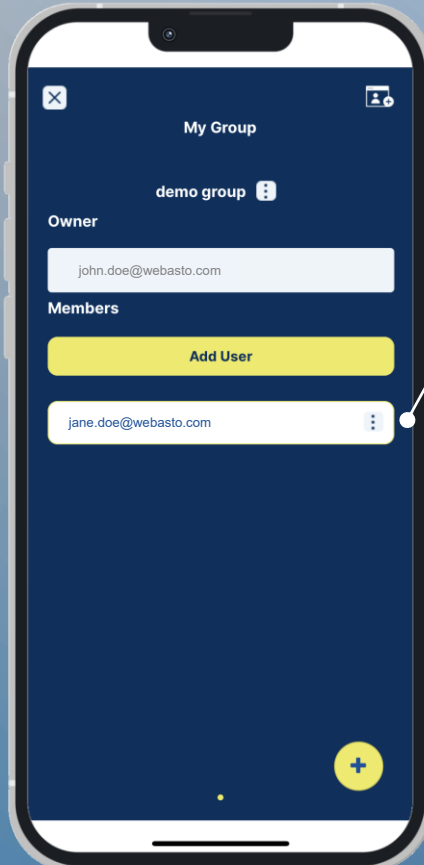 My Group
demo group
Owner
john.doe@webasto.com
Members
Add User
jane.doe@webasto.com